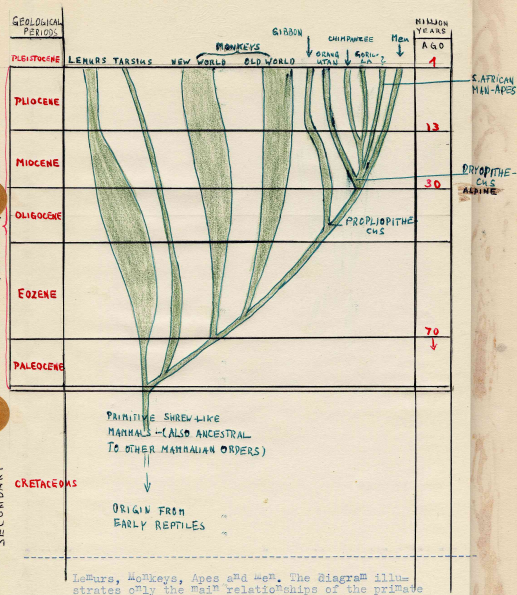 GEOLOGICAL
PERIODS
MILLION
YEARS
AGO
GIBBON
CHIMPANZEE
Men
MONKEYS
ORANG
UTAN
GORIL-
LA
?
PLEISTOCENE
LEMURS
TARSIUS
NEW WORLD
OLD WORLD
1
S.AFRICAN
MAN-APES
PLIOCENE
13
MIOCENE
DRYOPITHE-
CUS
ALPINE
30
OLIGOCENE
PROPLIOPITHE-
CUS
EOZENE
70
PALEOCENE
PRIMITIVE SHREW-LIKE
MAMMALS - (ALSO ANCESTRAL
TO OTHER MAMMALIAN ORDERS)
CRETACEOUS
ORIGIN FROM
EARLY REPTILES
SECONDARY
Lemurs, Monkeys, Apes and Men. The diagram illu-
strates only the main relationships of the primate